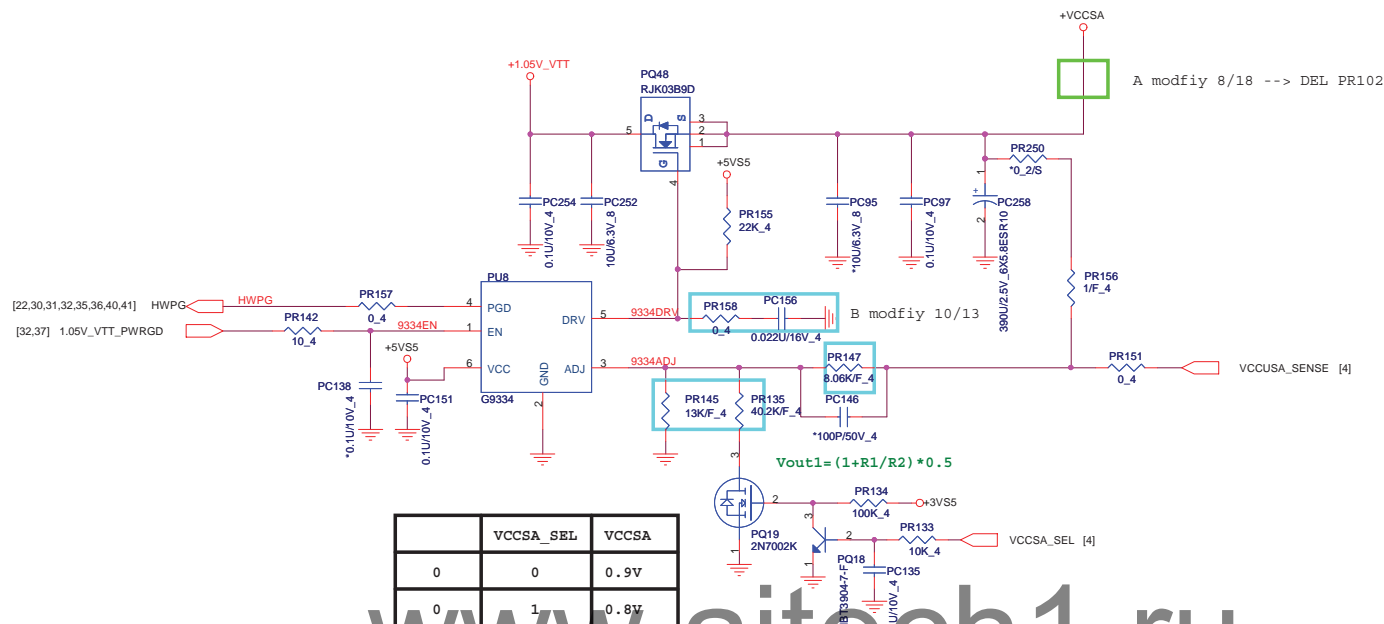 +VCCSA
A modfiy 8/18 --> DEL PR102
+1.05V_VTT
PQ48
RJK03B9D
D
S
G
5
3
2
1
4
+5VS5
PR155
22K_4
PC254
0.1U/10V_4
PC252
10U/6.3V_8
PC95
*10U/6.3V_8
PC97
0.1U/10V_4
1
+
2
PC258
390U/2.5V_6X5.8ESR10
PR250
*0_2/S
PR156
1/F_4
PU8
[22,30,31,32,35,36,40,41] HWPG
HWPG
PR157
0_4
4
PGD
[32,37] 1.05V_VTT_PWRGD
PR142
10_4
9334EN
1
EN
+5VS5
6
VCC
GND
2
DRV
5
9334DRV
ADJ
3
9334ADJ
G9334
PC138
*0.1U/10V_4
PC151
0.1U/10V_4
PR158
0_4
PC156
0.022U/16V_4
B modfiy 10/13
PR147
8.06K/F_4
PC146
*100P/50V_4
PR151
0_4
VCCUSA_SENSE [4]
PR145
13K/F_4
PR135
40.2K/F_4
Vout1=(1+R1/R2)*0.5
3
2
1
PQ19
2N7002K
PR134
100K_4
+3VS5
3
2
1
PQ18
BT3904-7-F
PR133
10K_4
VCCSA_SEL [4]
PC135
U/10V_4
VCCSA_SEL VCCSA
0 0 0.9V
0 1 0.8V